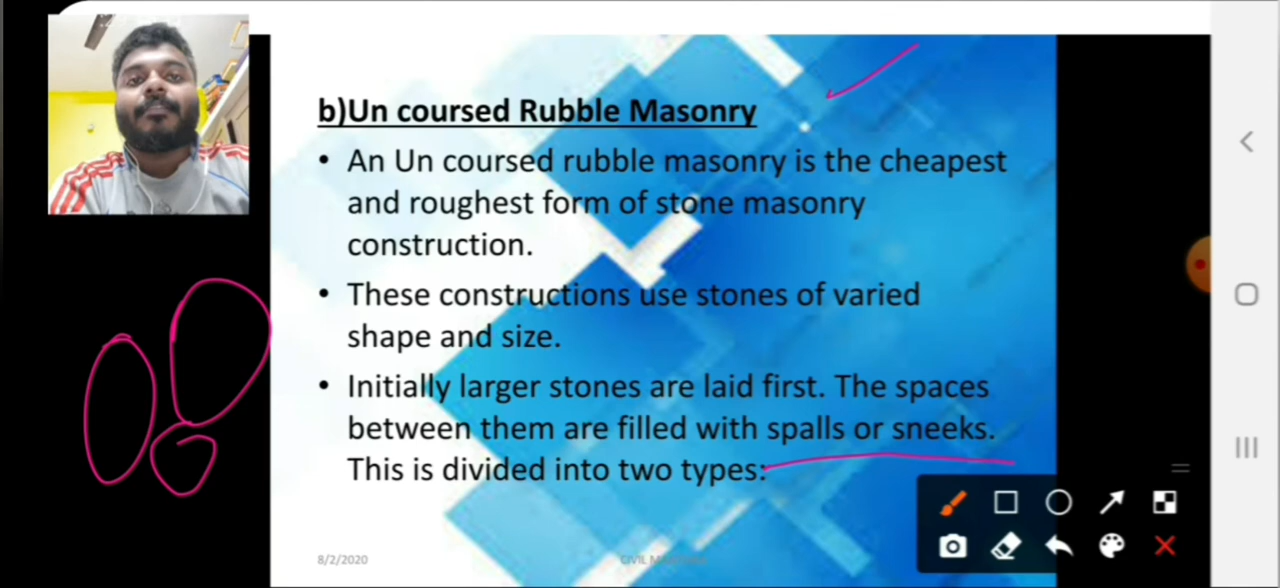 b)Un coursed Rubble Masonry
• An Un coursed rubble masonry is the cheapest
and roughest form of stone masonry
construction.
• These constructions use stones of varied
shape and size.
• Initially larger stones are laid first. The spaces
between them are filled with spalls or sneeks.
This is divided into two types:
8/2/2020
CIVIL